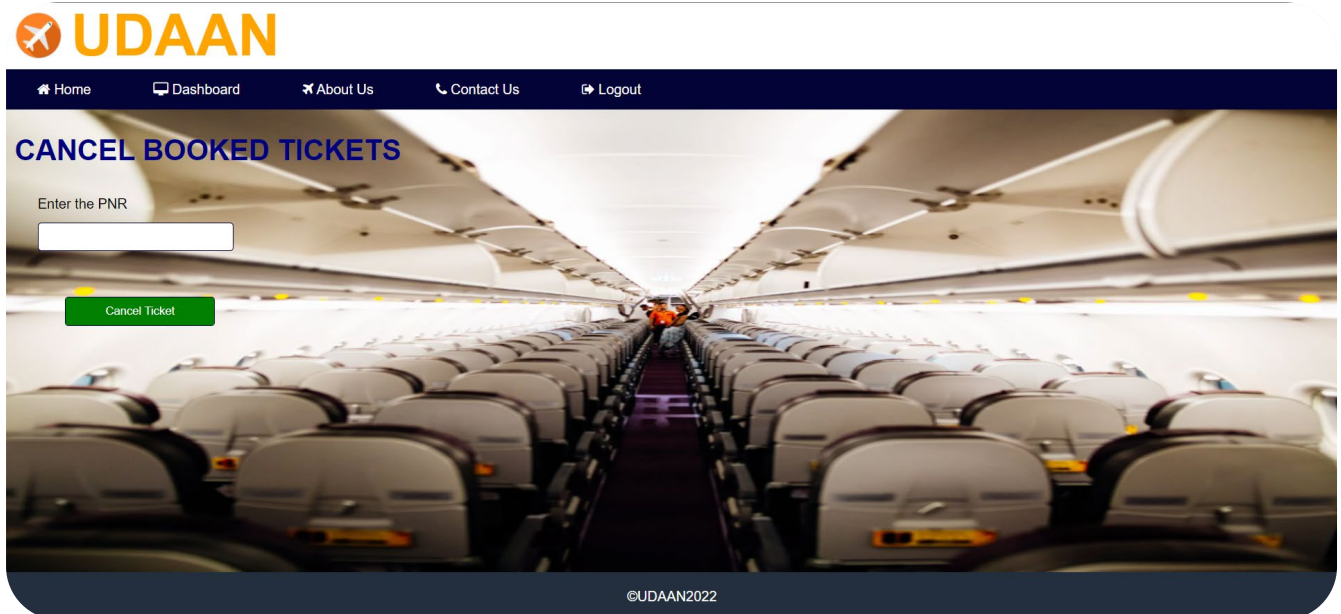 UDAAN
Home Dashboard About Us Contact Us Logout
CANCEL BOOKED TICKETS
Enter the PNR
Cancel Ticket
©UDAAN2022